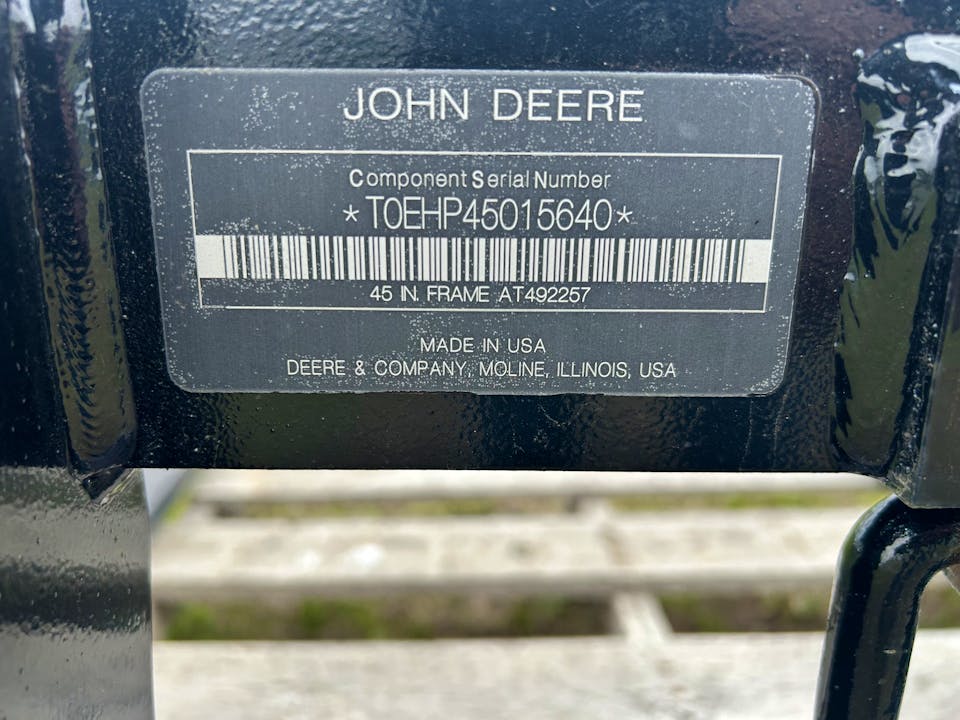 JOHN DEERE
Component Serial Number
*T0EHP45015640*
45 IN. FRAME AT492257
MADE IN USA
DEERE & COMPANY, MOLINE, ILLINOIS, USA